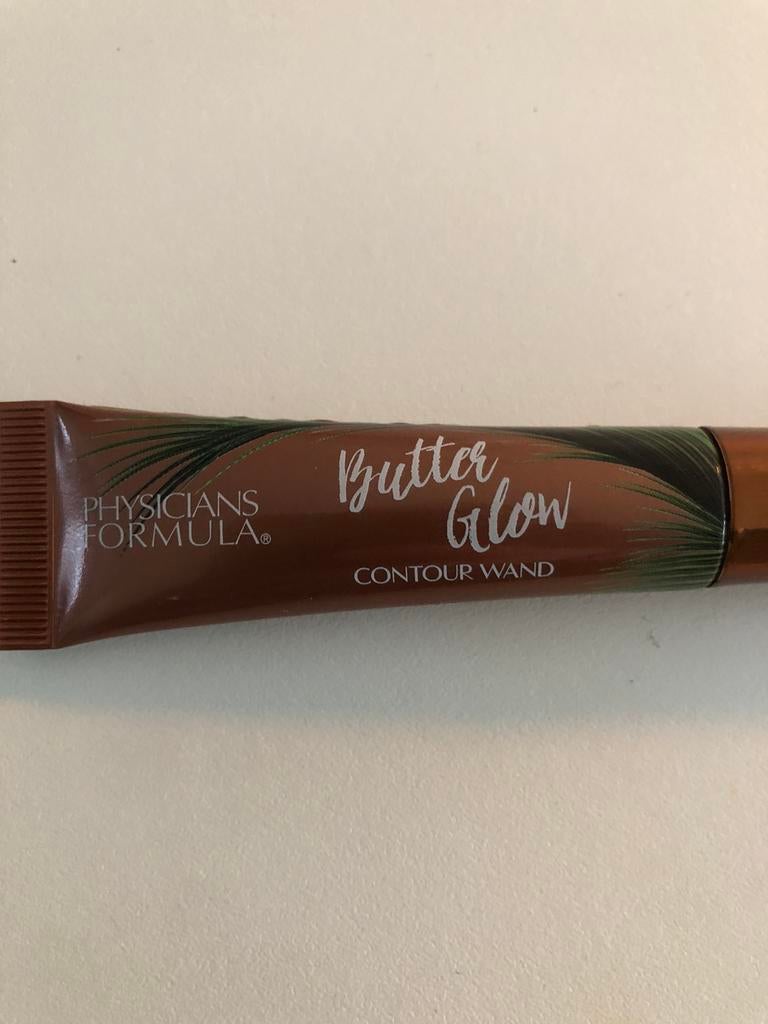 PHYSICIANS
FORMULA®
Butter
Glow
CONTOUR WAND